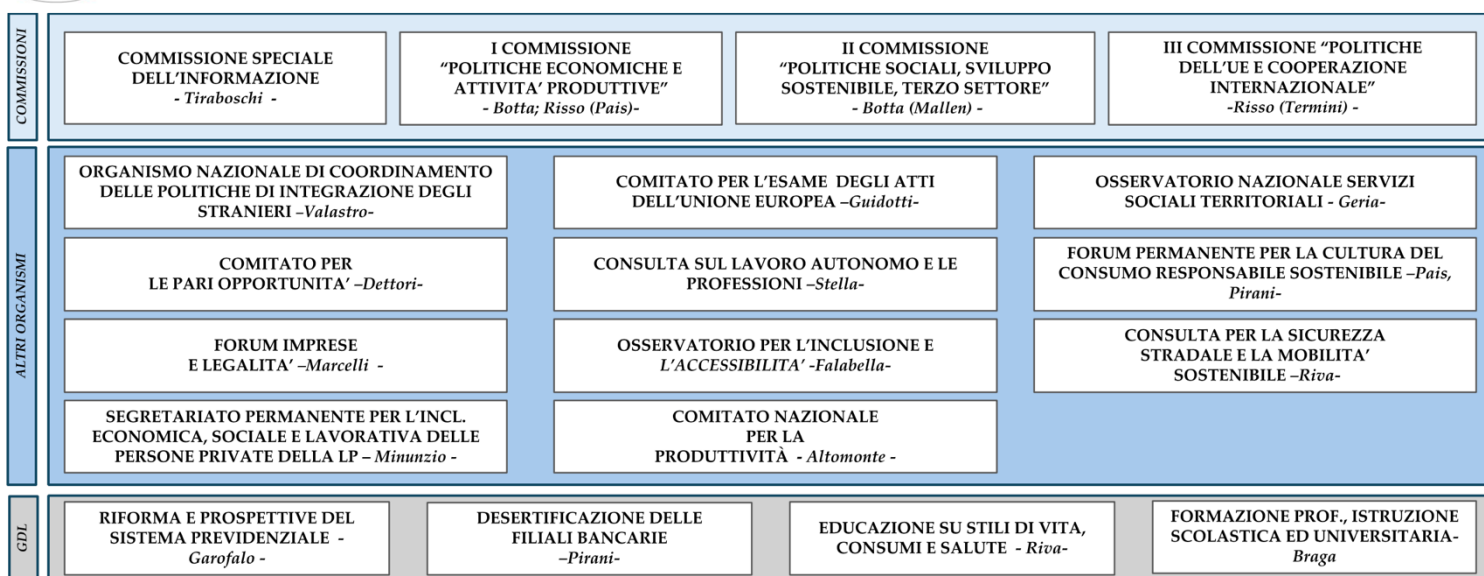 COMMISSIONI
COMMISSIONE SPECIALE
DELL’INFORMAZIONE
- Tiraboschi -
I COMMISSIONE
“POLITICHE ECONOMICHE E
ATTIVITA’ PRODUTTIVE”
- Botta; Risso (Pais)-
II COMMISSIONE
“POLITICHE SOCIALI, SVILUPPO
SOSTENIBILE, TERZO SETTORE”
- Botta (Mallen) -
III COMMISSIONE “POLITICHE
DELL’UE E COOPERAZIONE
INTERNAZIONALE”
-Risso (Termini) -
ALTRI ORGANISMI
ORGANISMO NAZIONALE DI COORDINAMENTO
DELLE POLITICHE DI INTEGRAZIONE DEGLI
STRANIERI –Valastro-
COMITATO PER L’ESAME DEGLI ATTI
DELL’UNIONE EUROPEA –Guidotti-
OSSERVATORIO NAZIONALE SERVIZI
SOCIALI TERRITORIALI - Geria-
COMITATO PER
LE PARI OPPORTUNITA’ –Dettori-
CONSULTA SUL LAVORO AUTONOMO E LE
PROFESSIONI –Stella-
FORUM PERMANENTE PER LA CULTURA DEL
CONSUMO RESPONSABILE SOSTENIBILE –Pais,
Pirani-
FORUM IMPRESE
E LEGALITA’ –Marcelli -
OSSERVATORIO PER L’INCLUSIONE E
L’ACCESSIBILITA’ -Falabella-
CONSULTA PER LA SICUREZZA
STRADALE E LA MOBILITA’
SOSTENIBILE –Riva-
SEGRETARIATO PERMANENTE PER L’INCL.
ECONOMICA, SOCIALE E LAVORATIVA DELLE
PERSONE PRIVATE DELLA LP – Minunzio -
COMITATO NAZIONALE
PER LA
PRODUTTIVITÀ - Altomonte -
GDL
RIFORMA E PROSPETTIVE DEL
SISTEMA PREVIDENZIALE -
Garofalo -
DESERTIFICAZIONE DELLE
FILIALI BANCARIE
–Pirani-
EDUCAZIONE SU STILI DI VITA,
CONSUMI E SALUTE - Riva-
FORMAZIONE PROF., ISTRUZIONE
SCOLASTICA ED UNIVERSITARIA-
Braga